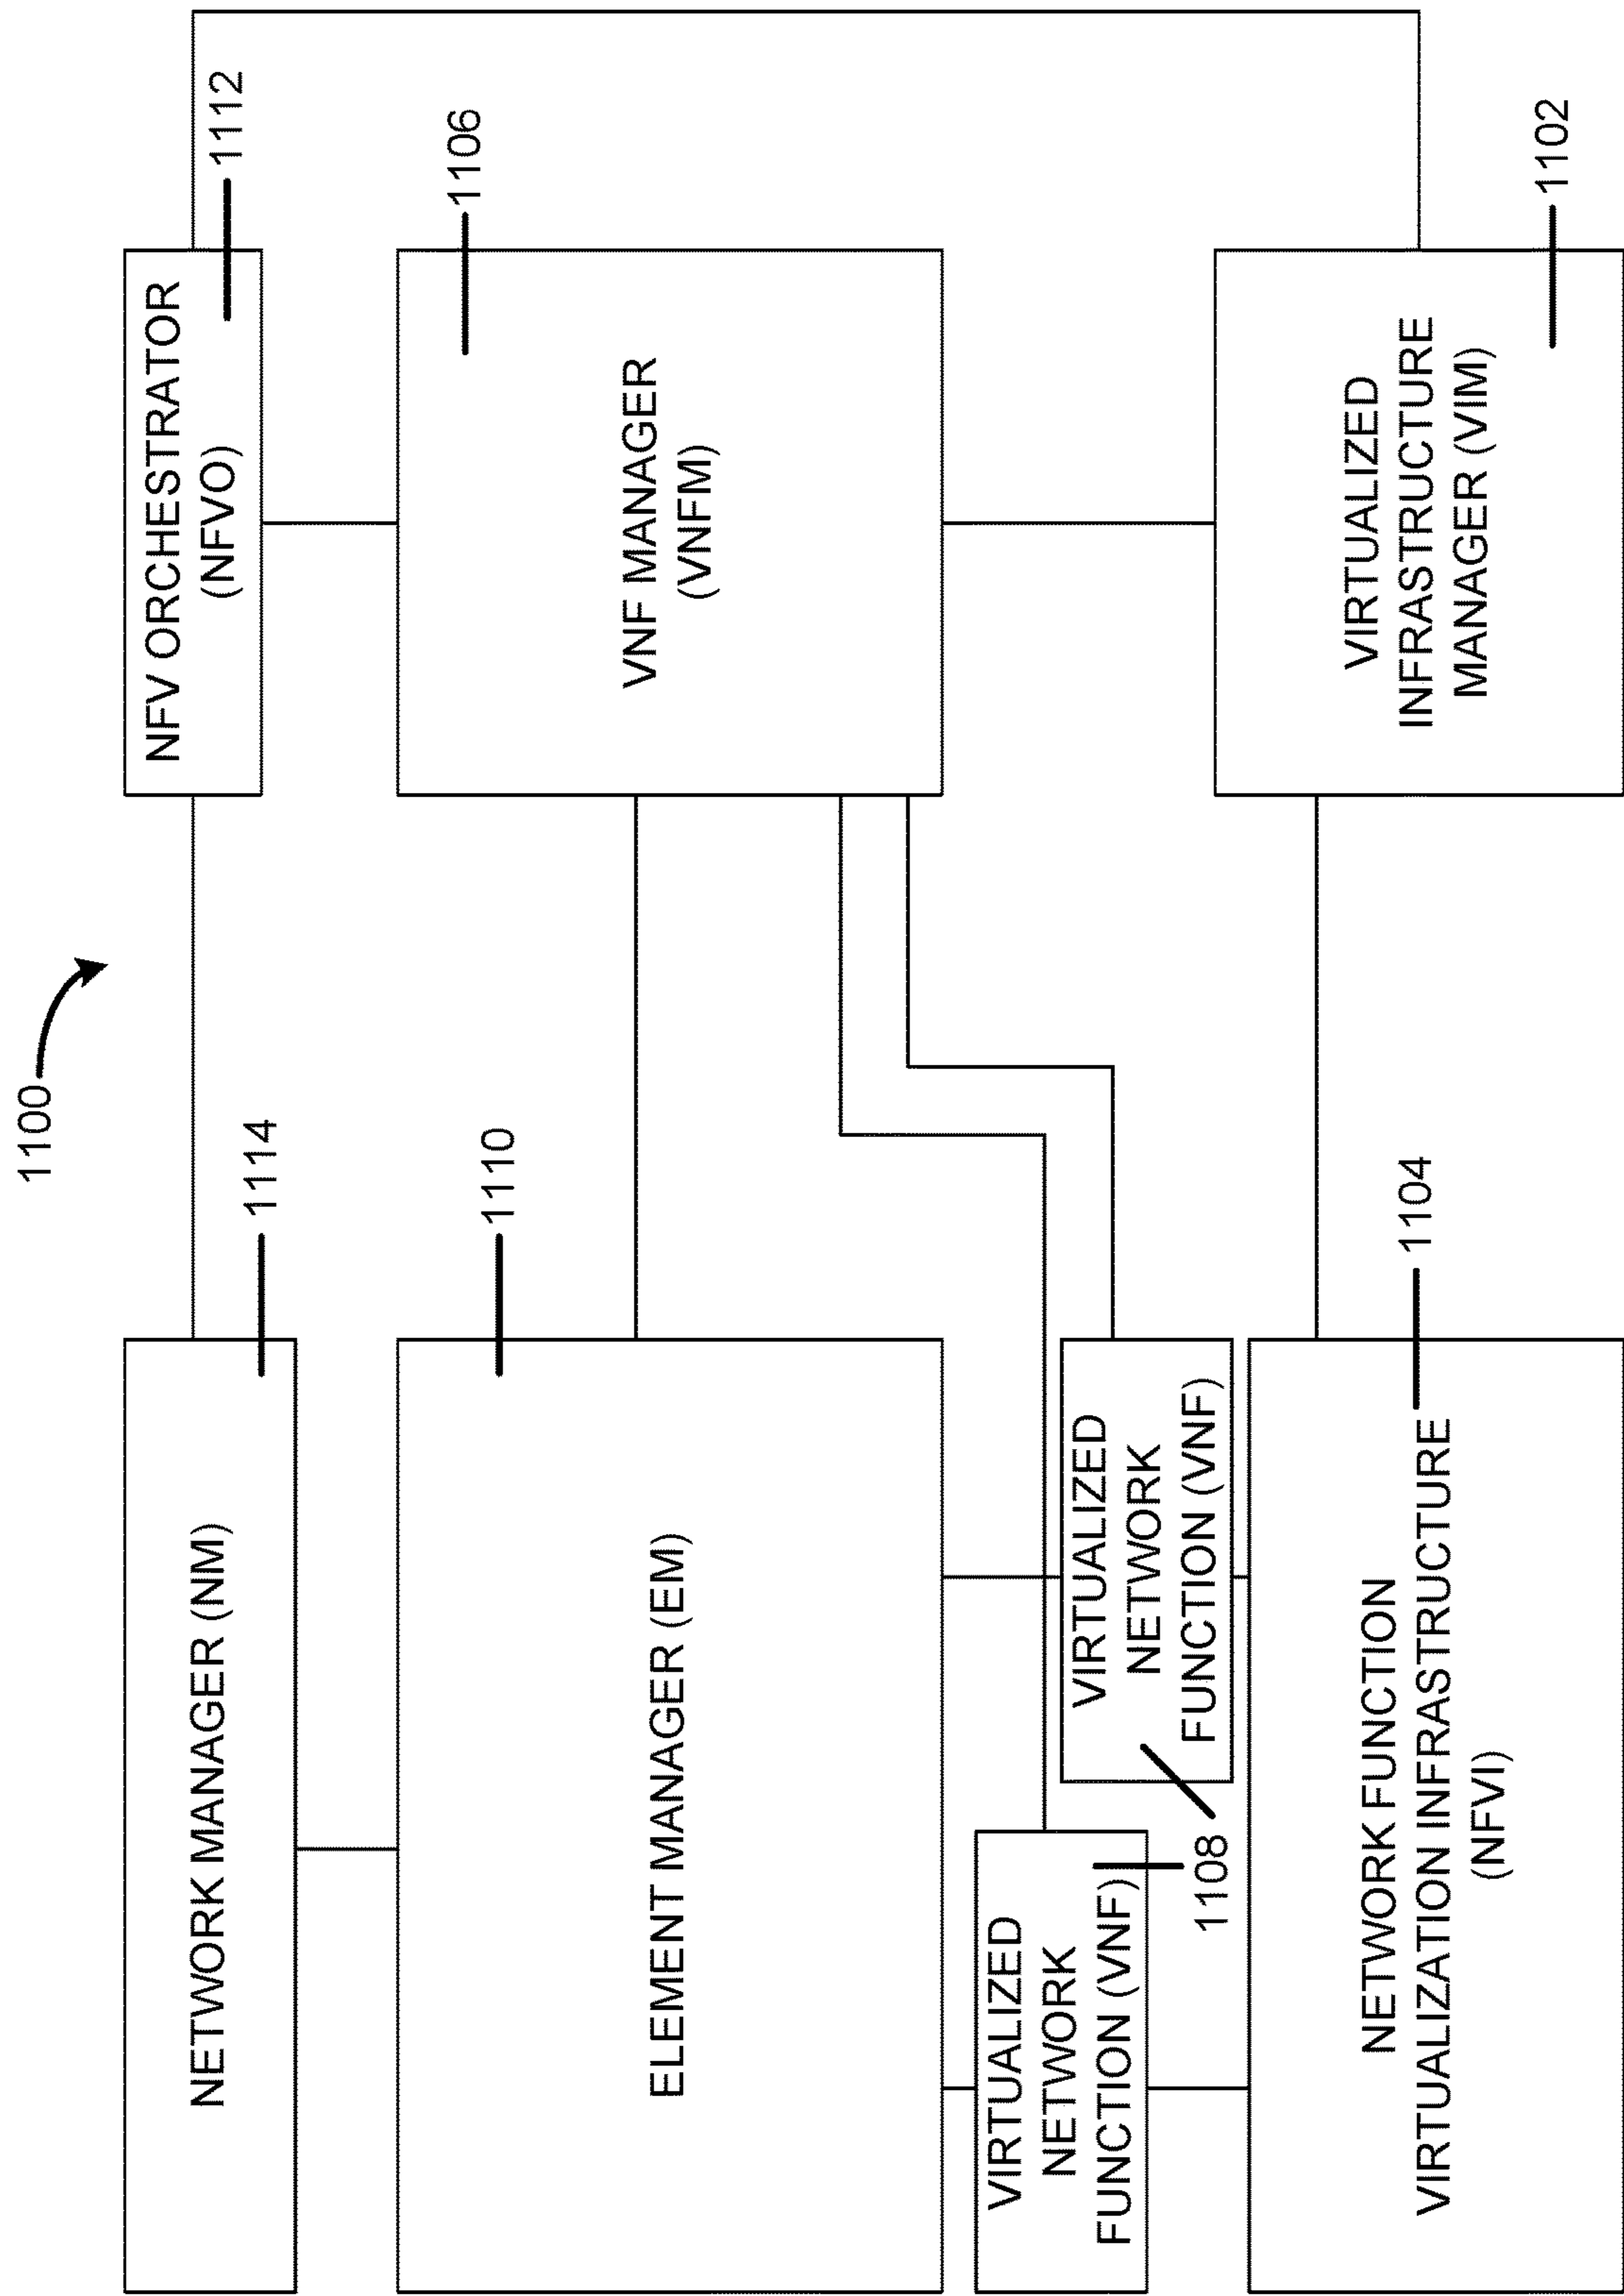 1100
NETWORK MANAGER (NM)
1114
NFV ORCHESTRATOR
(NFVO)
1112
ELEMENT MANAGER (EM)
1110
VNF MANAGER
(VNFM)
1106
VIRTUALIZED
NETWORK
FUNCTION (VNF)
VIRTUALIZED
NETWORK
FUNCTION (VNF)
1108
NETWORK FUNCTION
VIRTUALIZATION INFRASTRUCTURE
(NFVI)
1104
VIRTUALIZED
INFRASTRUCTURE
MANAGER (VIM)
1102